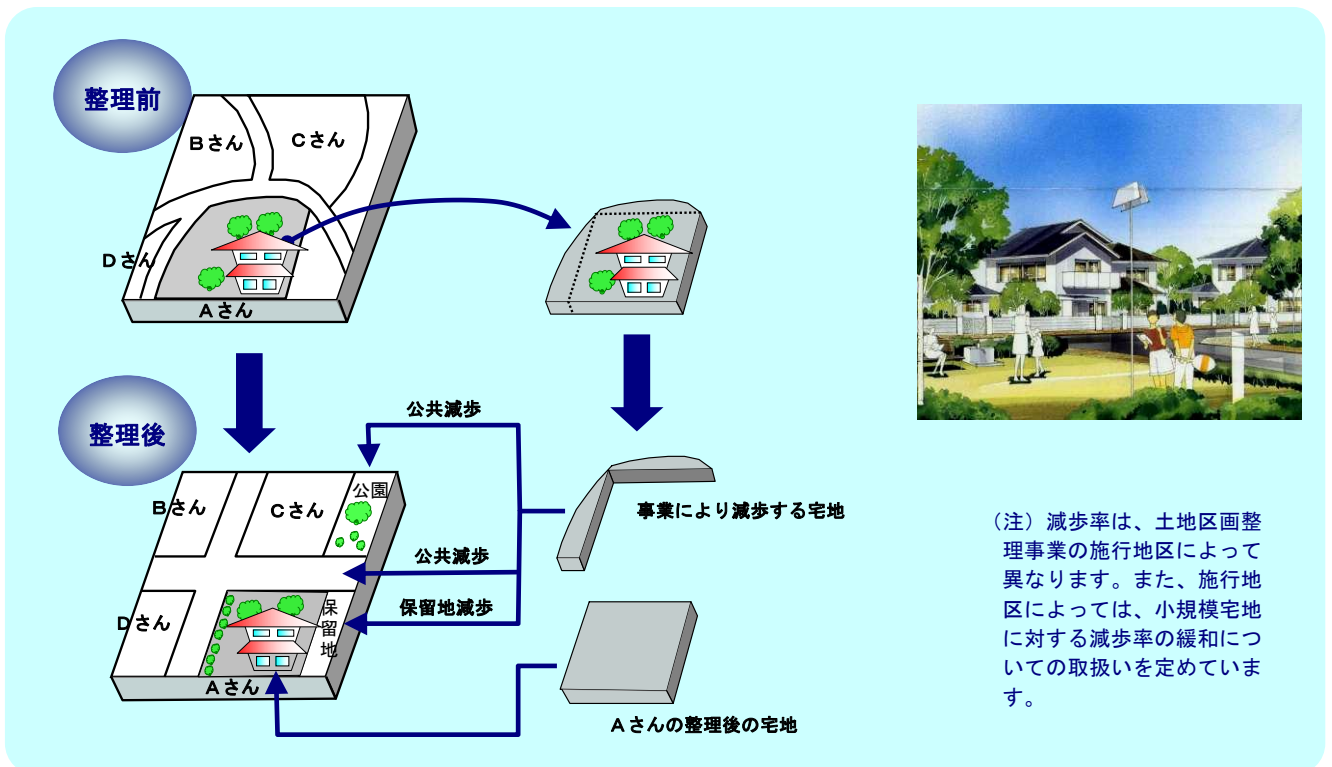 整理前
Bさん
Cさん
Dさん
Aさん
整理後
公共減歩
公園
Bさん
Cさん
事業により減歩する宅地
公共減歩
保留地減歩
保留地
Dさん
Aさん
Aさんの整理後の宅地
（注）減歩率は、土地区画整
理事業の施行地区によって
異なります。また、施行地
区によっては、小規模宅地
に対する減歩率の緩和につ
いての取扱いを定めていま
す。